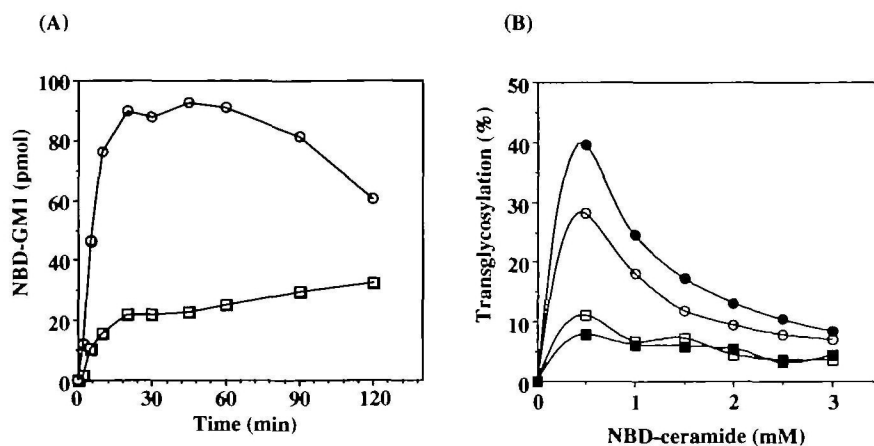 (A)
NBD-GM1 (pmol)
100
80
60
40
20
0
0 30 60 90 120
Time (min)
(B)
Transglycosylation (%)
50
40
30
20
10
0
0 1 2 3
NBD-ceramide (mM)